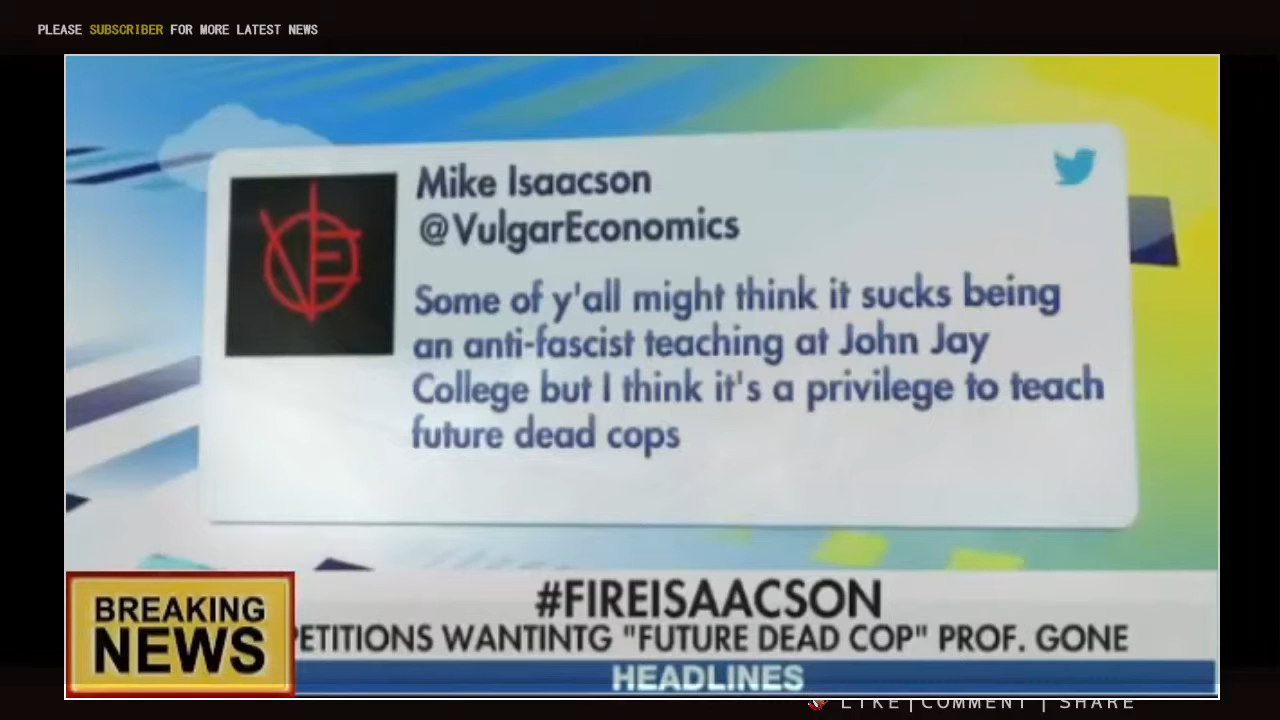 PLEASE SUBSCRIBER FOR MORE LATEST NEWS
Mike Isaacson
@VulgarEconomics
Some of y'all might think it sucks being
an anti-fascist teaching at John Jay
College but I think it's a privilege to teach
future dead cops
#FIREISAACSON
BREAKING
NEWS
ETITIONS WANTINTG "FUTURE DEAD COP" PROF. GONE
HEADLINES
LIKE | COMMENT | SHARE